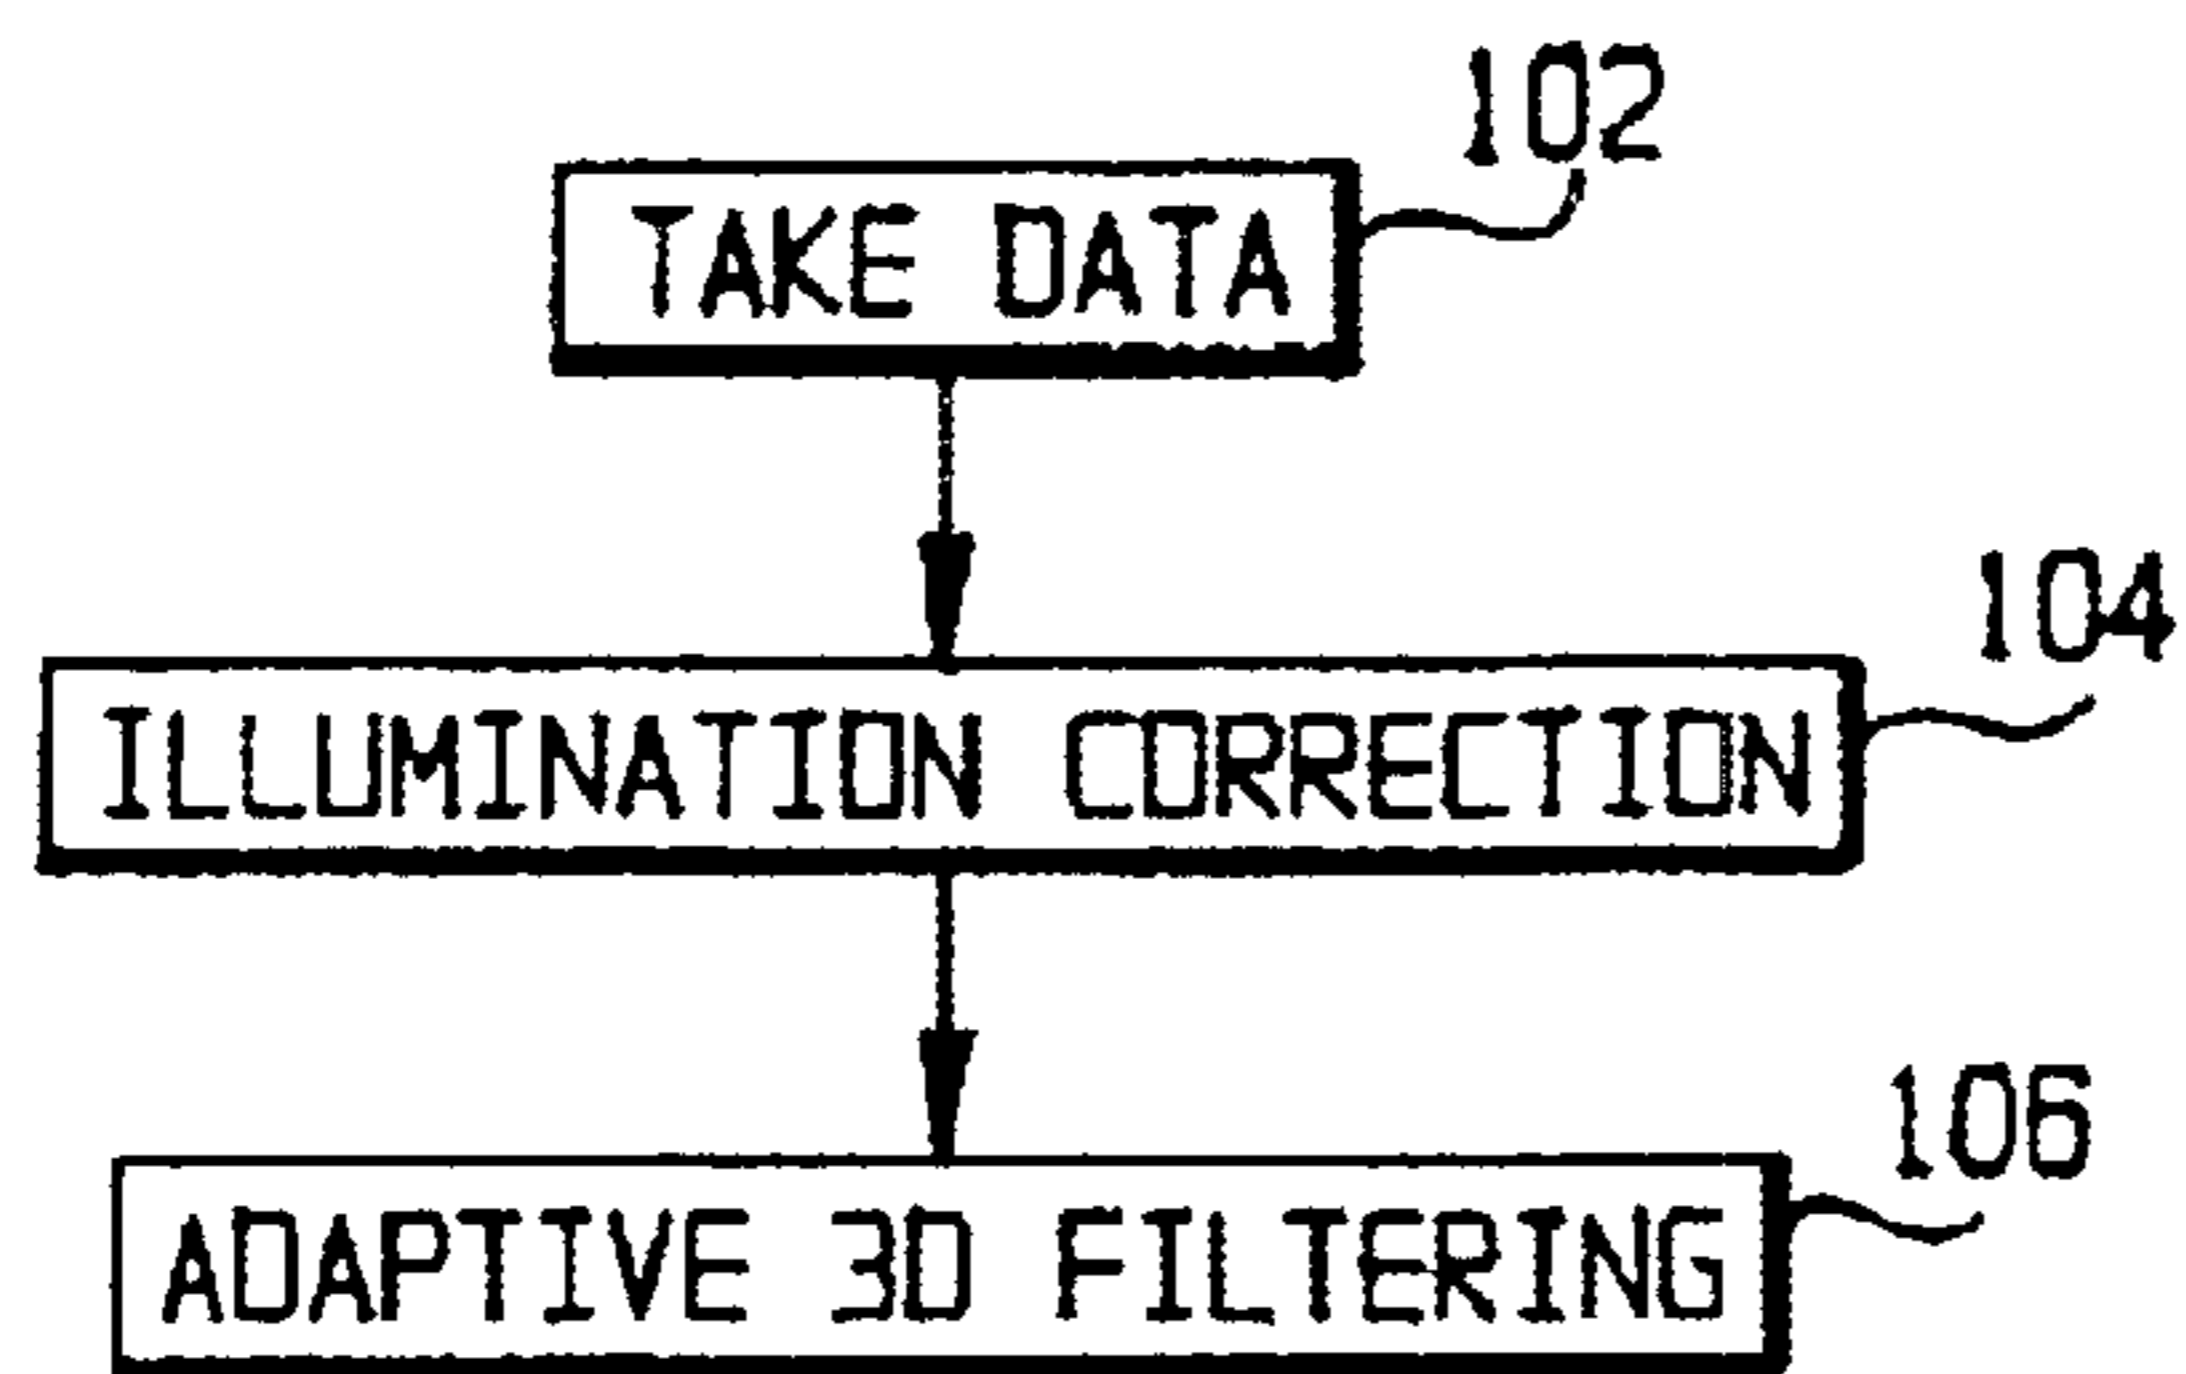 102
TAKE DATA
104
ILLUMINATION CORRECTION
106
ADAPTIVE 3D FILTERING